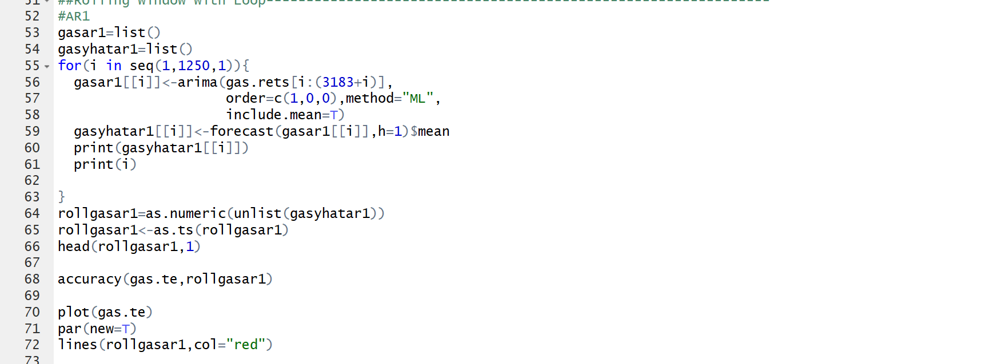 51 ##Rolling Window With Loop----------------------------------------------------------------
52 #AR1
53 gasar1=list()
54 gasyhatar1=list()
55 for(i in seq(1,1250,1)){
56   gasar1[[i]]<-arima(gas.rets[i:(3183+i)],
57                      order=c(1,0,0),method="ML",
58                      include.mean=T)
59   gasyhatar1[[i]]<-forecast(gasar1[[i]],h=1)$mean
60   print(gasyhatar1[[i]])
61   print(i)
62
63 }
64 rollgasar1=as.numeric(unlist(gasyhatar1))
65 rollgasar1<-as.ts(rollgasar1)
66 head(rollgasar1,1)
67
68 accuracy(gas.te,rollgasar1)
69
70 plot(gas.te)
71 par(new=T)
72 lines(rollgasar1,col="red")
73